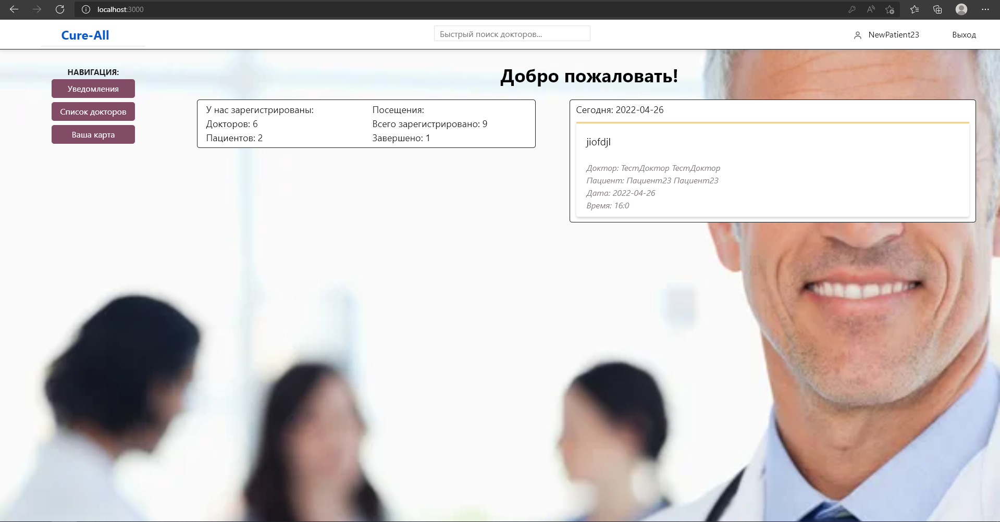 localhost:3000
Cure-All
Быстрый поиск докторов...
NewPatient23
Выход
НАВИГАЦИЯ:
Уведомления
Список докторов
Ваша карта
Добро пожаловать!
У нас зарегистрированы:
Докторов: 6
Пациентов: 2
Посещения:
Всего зарегистрировано: 9
Завершено: 1
Сегодня: 2022-04-26
jiofdjl
Доктор: ТестДоктор ТестДоктор
Пациент: Пациент23 Пациент23
Дата: 2022-04-26
Время: 16:0